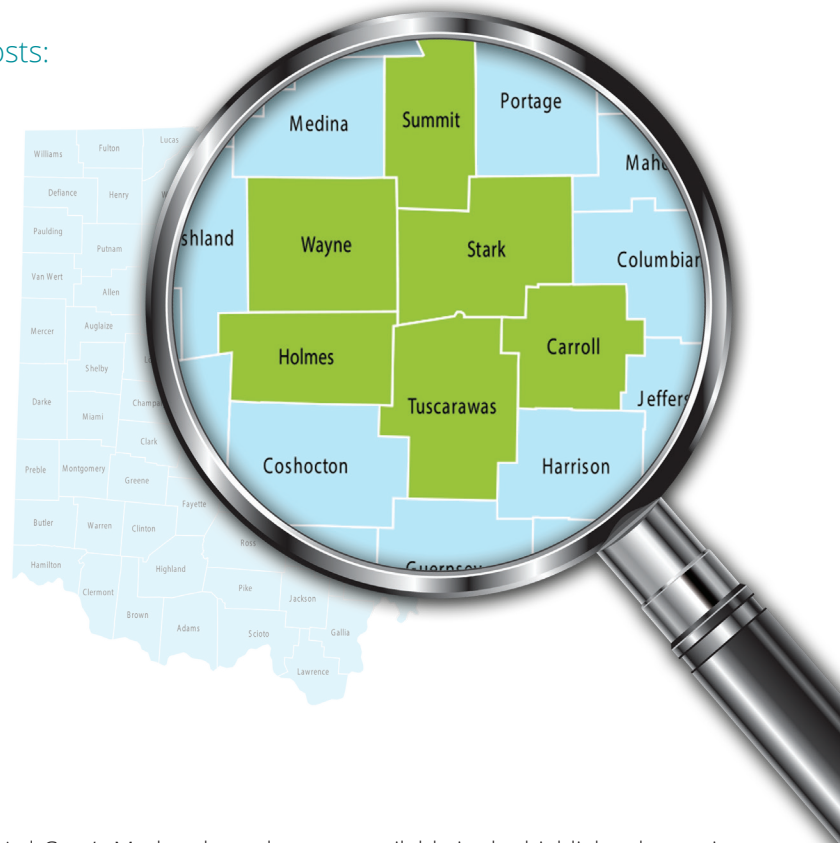 osts:
Williams
Fulton
Lucas
Defiance
Henry
Paulding
Putnam
Van Wert
Allen
Mercer
Auglaize
Shelby
Darke
Miami
Champ
Clark
Preble
Montgomery
Greene
Fayette
Butler
Warren
Clinton
Ross
Hamilton
Highland
Clermont
Pike
Jackson
Brown
Adams
Scioto
Gallia
Lawrence
Medina
Summit
Portage
Maho
shland
Wayne
Stark
Columbian
Holmes
Carroll
Jeffers
Tuscarawas
Coshocton
Harrison
Guernsey